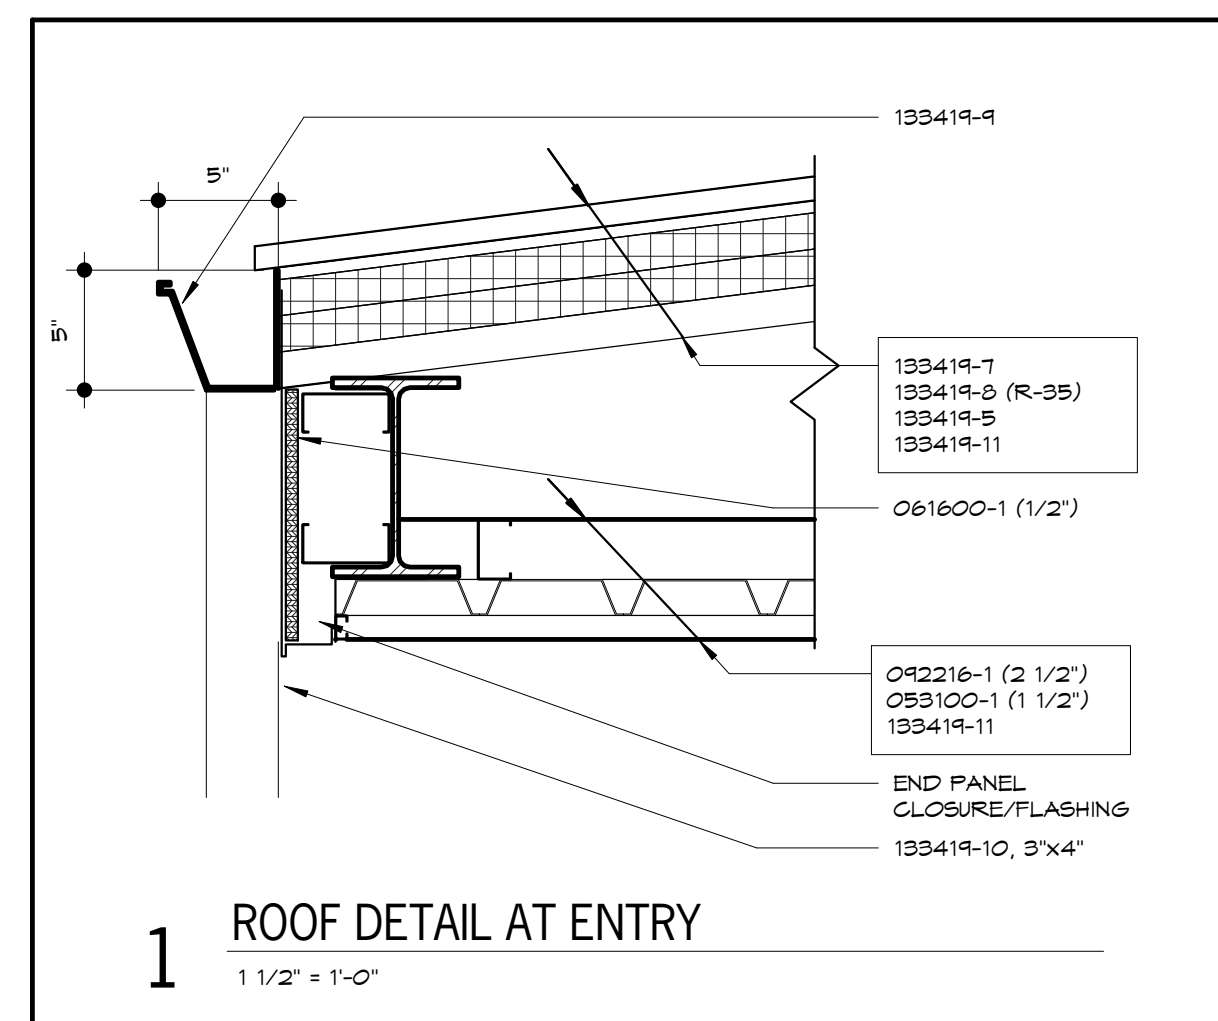 133419-9
5"
5"
133419-7
133419-8 (R-35)
133419-5
133419-11
061600-1 (1/2")
092216-1 (2 1/2")
053100-1 (1 1/2")
133419-11
END PANEL
CLOSURE/FLASHING
133419-10, 3"x4"
1 ROOF DETAIL AT ENTRY
1 1/2" = 1'-0"